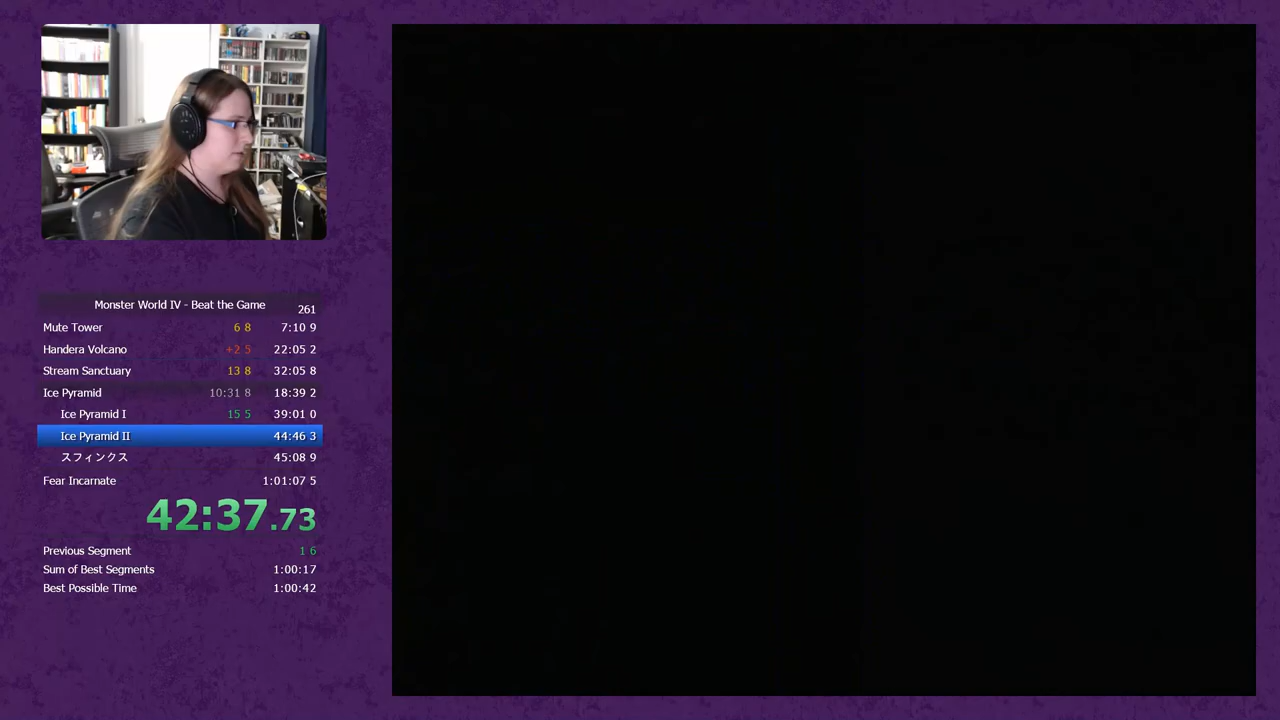 Monster World IV - Beat the Game 261
Mute Tower 6 8 7:10 9
Handera Volcano +2 5 22:05 2
Stream Sanctuary 13 8 32:05 8
Ice Pyramid 10:31 8 18:39 2
Ice Pyramid I 15 5 39:01 0
Ice Pyramid II 44:46 3
スフィンクス 45:08 9
Fear Incarnate 1:01:07 5
42:37.73
Previous Segment 1 6
Sum of Best Segments 1:00:17
Best Possible Time 1:00:42